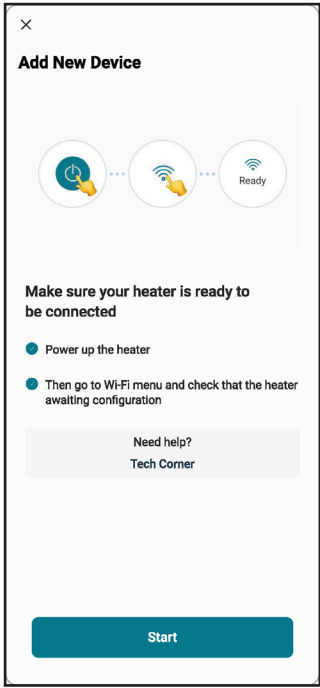 Add New Device
Ready
Make sure your heater is ready to
be connected
Power up the heater
Then go to Wi-Fi menu and check that the heater
awaiting configuration
Need help?
Tech Corner
Start